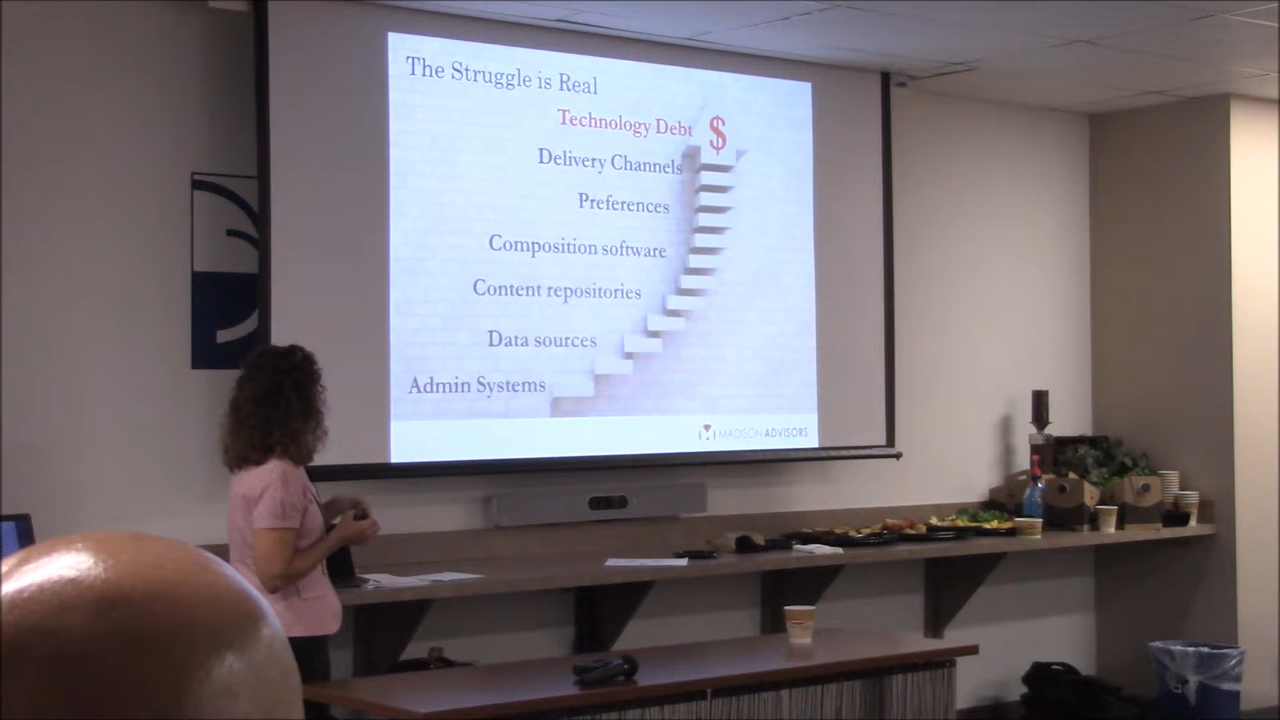 The Struggle is Real
Technology Debt $
Delivery Channels
Preferences
Composition software
Content repositories
Data sources
Admin Systems
MADISON ADVISORS